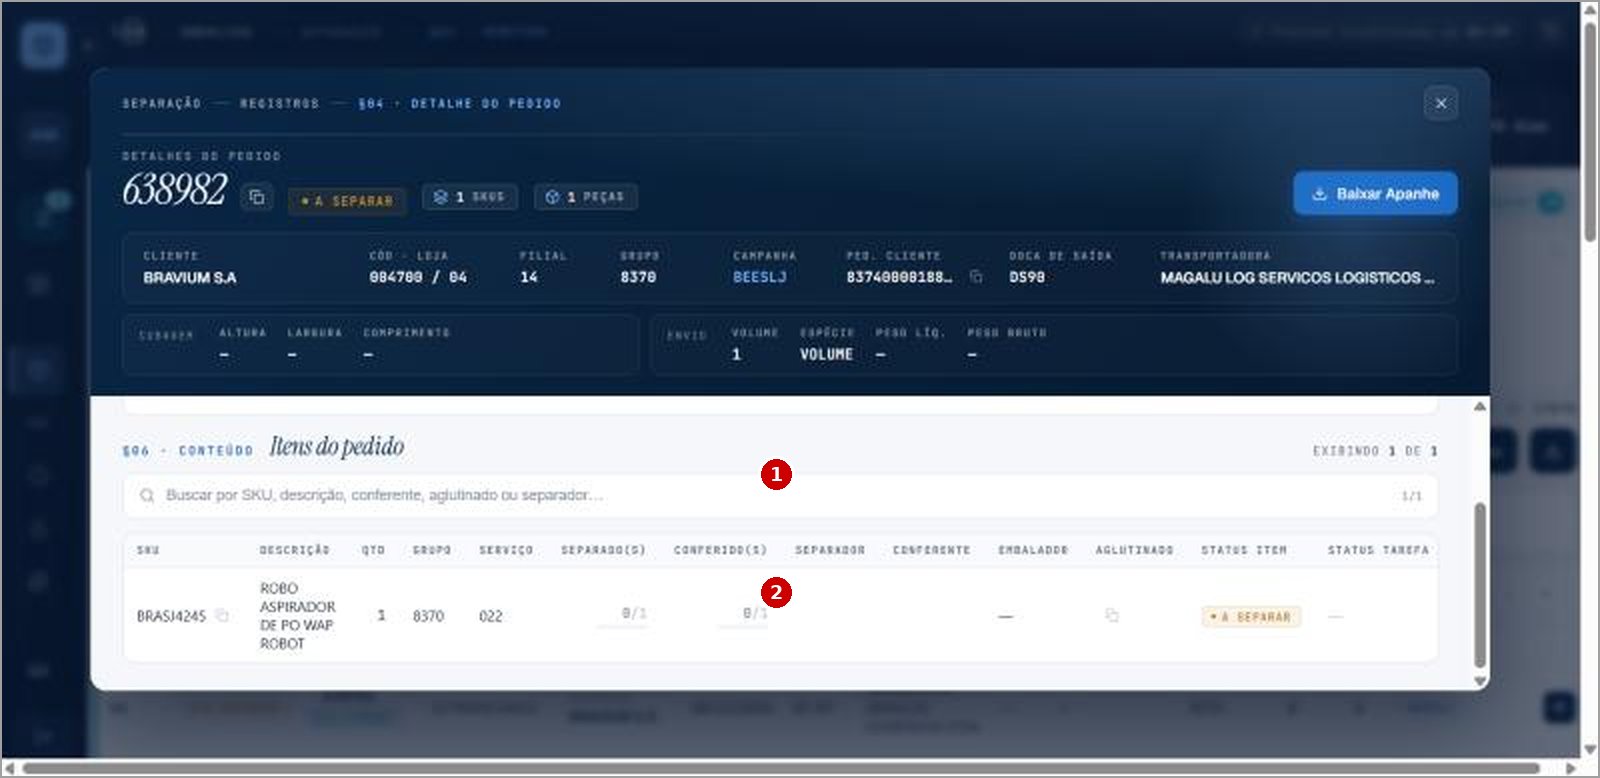 SEPARAÇÃO — REGISTROS — §04 · DETALHE DO PEDIDO
DETALHES DO PEDIDO
638982
A SEPARAR
1 SKUS
1 PEÇAS
Baixar Apanhe
CLIENTE CÓD · LOJA FILIAL GRUPO CAMPANHA PED. CLIENTE DOCA DE SAÍDA TRANSPORTADORA
BRAVIUM S.A 004700 / 04 14 8370 BEESLJ 83740000188… DS90 MAGALU LOG SERVICOS LOGISTICOS ...
CUBAGEM ALTURA LARGURA COMPRIMENTO ENVIO VOLUME ESPÉCIE PESO LÍQ. PESO BRUTO
— — — 1 VOLUME — —
§06 · CONTEÚDO Itens do pedido EXIBINDO 1 DE 1
1
Buscar por SKU, descrição, conferente, aglutinado ou separador… 1/1
SKU DESCRIÇÃO QTD GRUPO SERVIÇO SEPARADO(S) CONFERIDO(S) SEPARADOR CONFERENTE EMBALADOR AGLUTINADO STATUS ITEM STATUS TAREFA
2
BRASJ4245 ROBO ASPIRADOR DE PO WAP ROBOT 1 8370 022 0/1 0/1 — A SEPARAR —